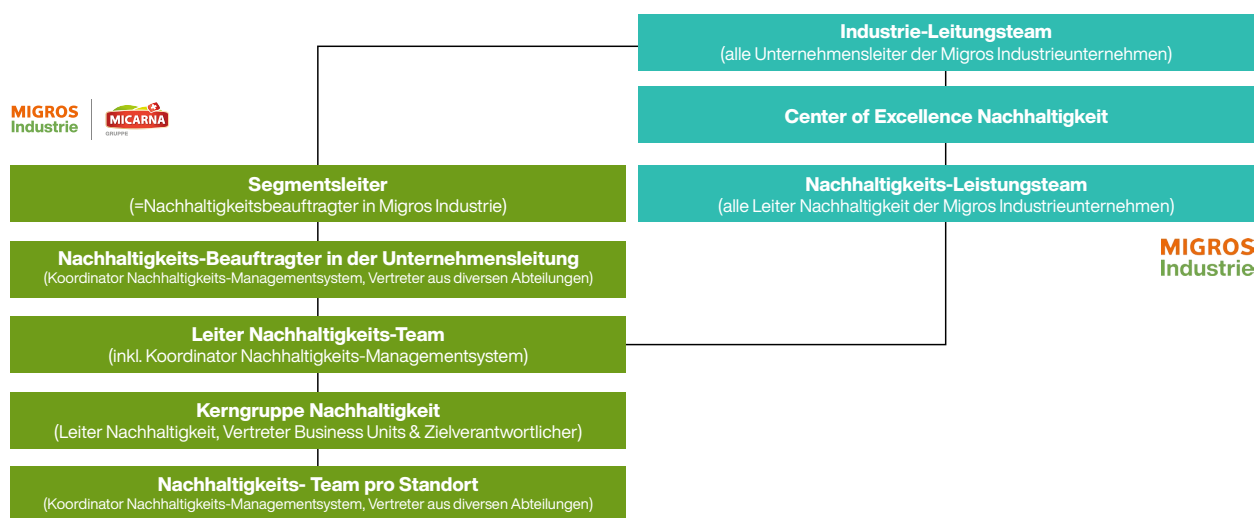 Industrie-Leitungsteam
(alle Unternehmensleiter der Migros Industrieunternehmen)
Center of Excellence Nachhaltigkeit
Nachhaltigkeits-Leistungsteam
(alle Leiter Nachhaltigkeit der Migros Industrieunternehmen)
MIGROS
Industrie
MIGROS
Industrie
MICARNA
GRUPPE
Segmentsleiter
(=Nachhaltigkeitsbeauftragter in Migros Industrie)
Nachhaltigkeits-Beauftragter in der Unternehmensleitung
(Koordinator Nachhaltigkeits-Managementsystem, Vertreter aus diversen Abteilungen)
Leiter Nachhaltigkeits-Team
(inkl. Koordinator Nachhaltigkeits-Managementsystem)
Kerngruppe Nachhaltigkeit
(Leiter Nachhaltigkeit, Vertreter Business Units & Zielverantwortlicher)
Nachhaltigkeits- Team pro Standort
(Koordinator Nachhaltigkeits-Managementsystem, Vertreter aus diversen Abteilungen)